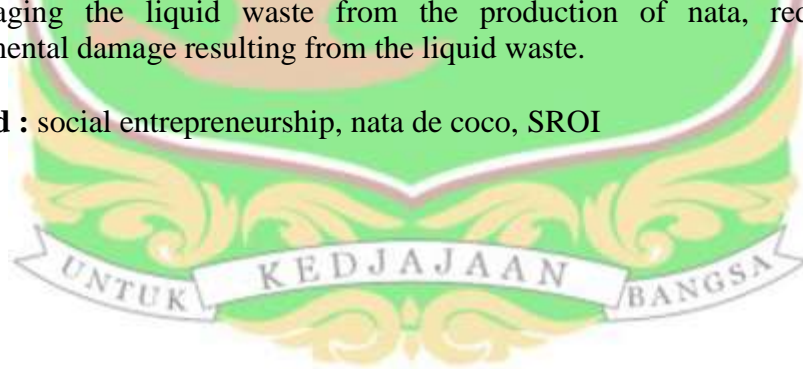 aging the liquid waste from the production of nata, rec
mental damage resulting from the liquid waste.
d : social entrepreneurship, nata de coco, SROI
UNTUK KEDJAJAAN BANGSA